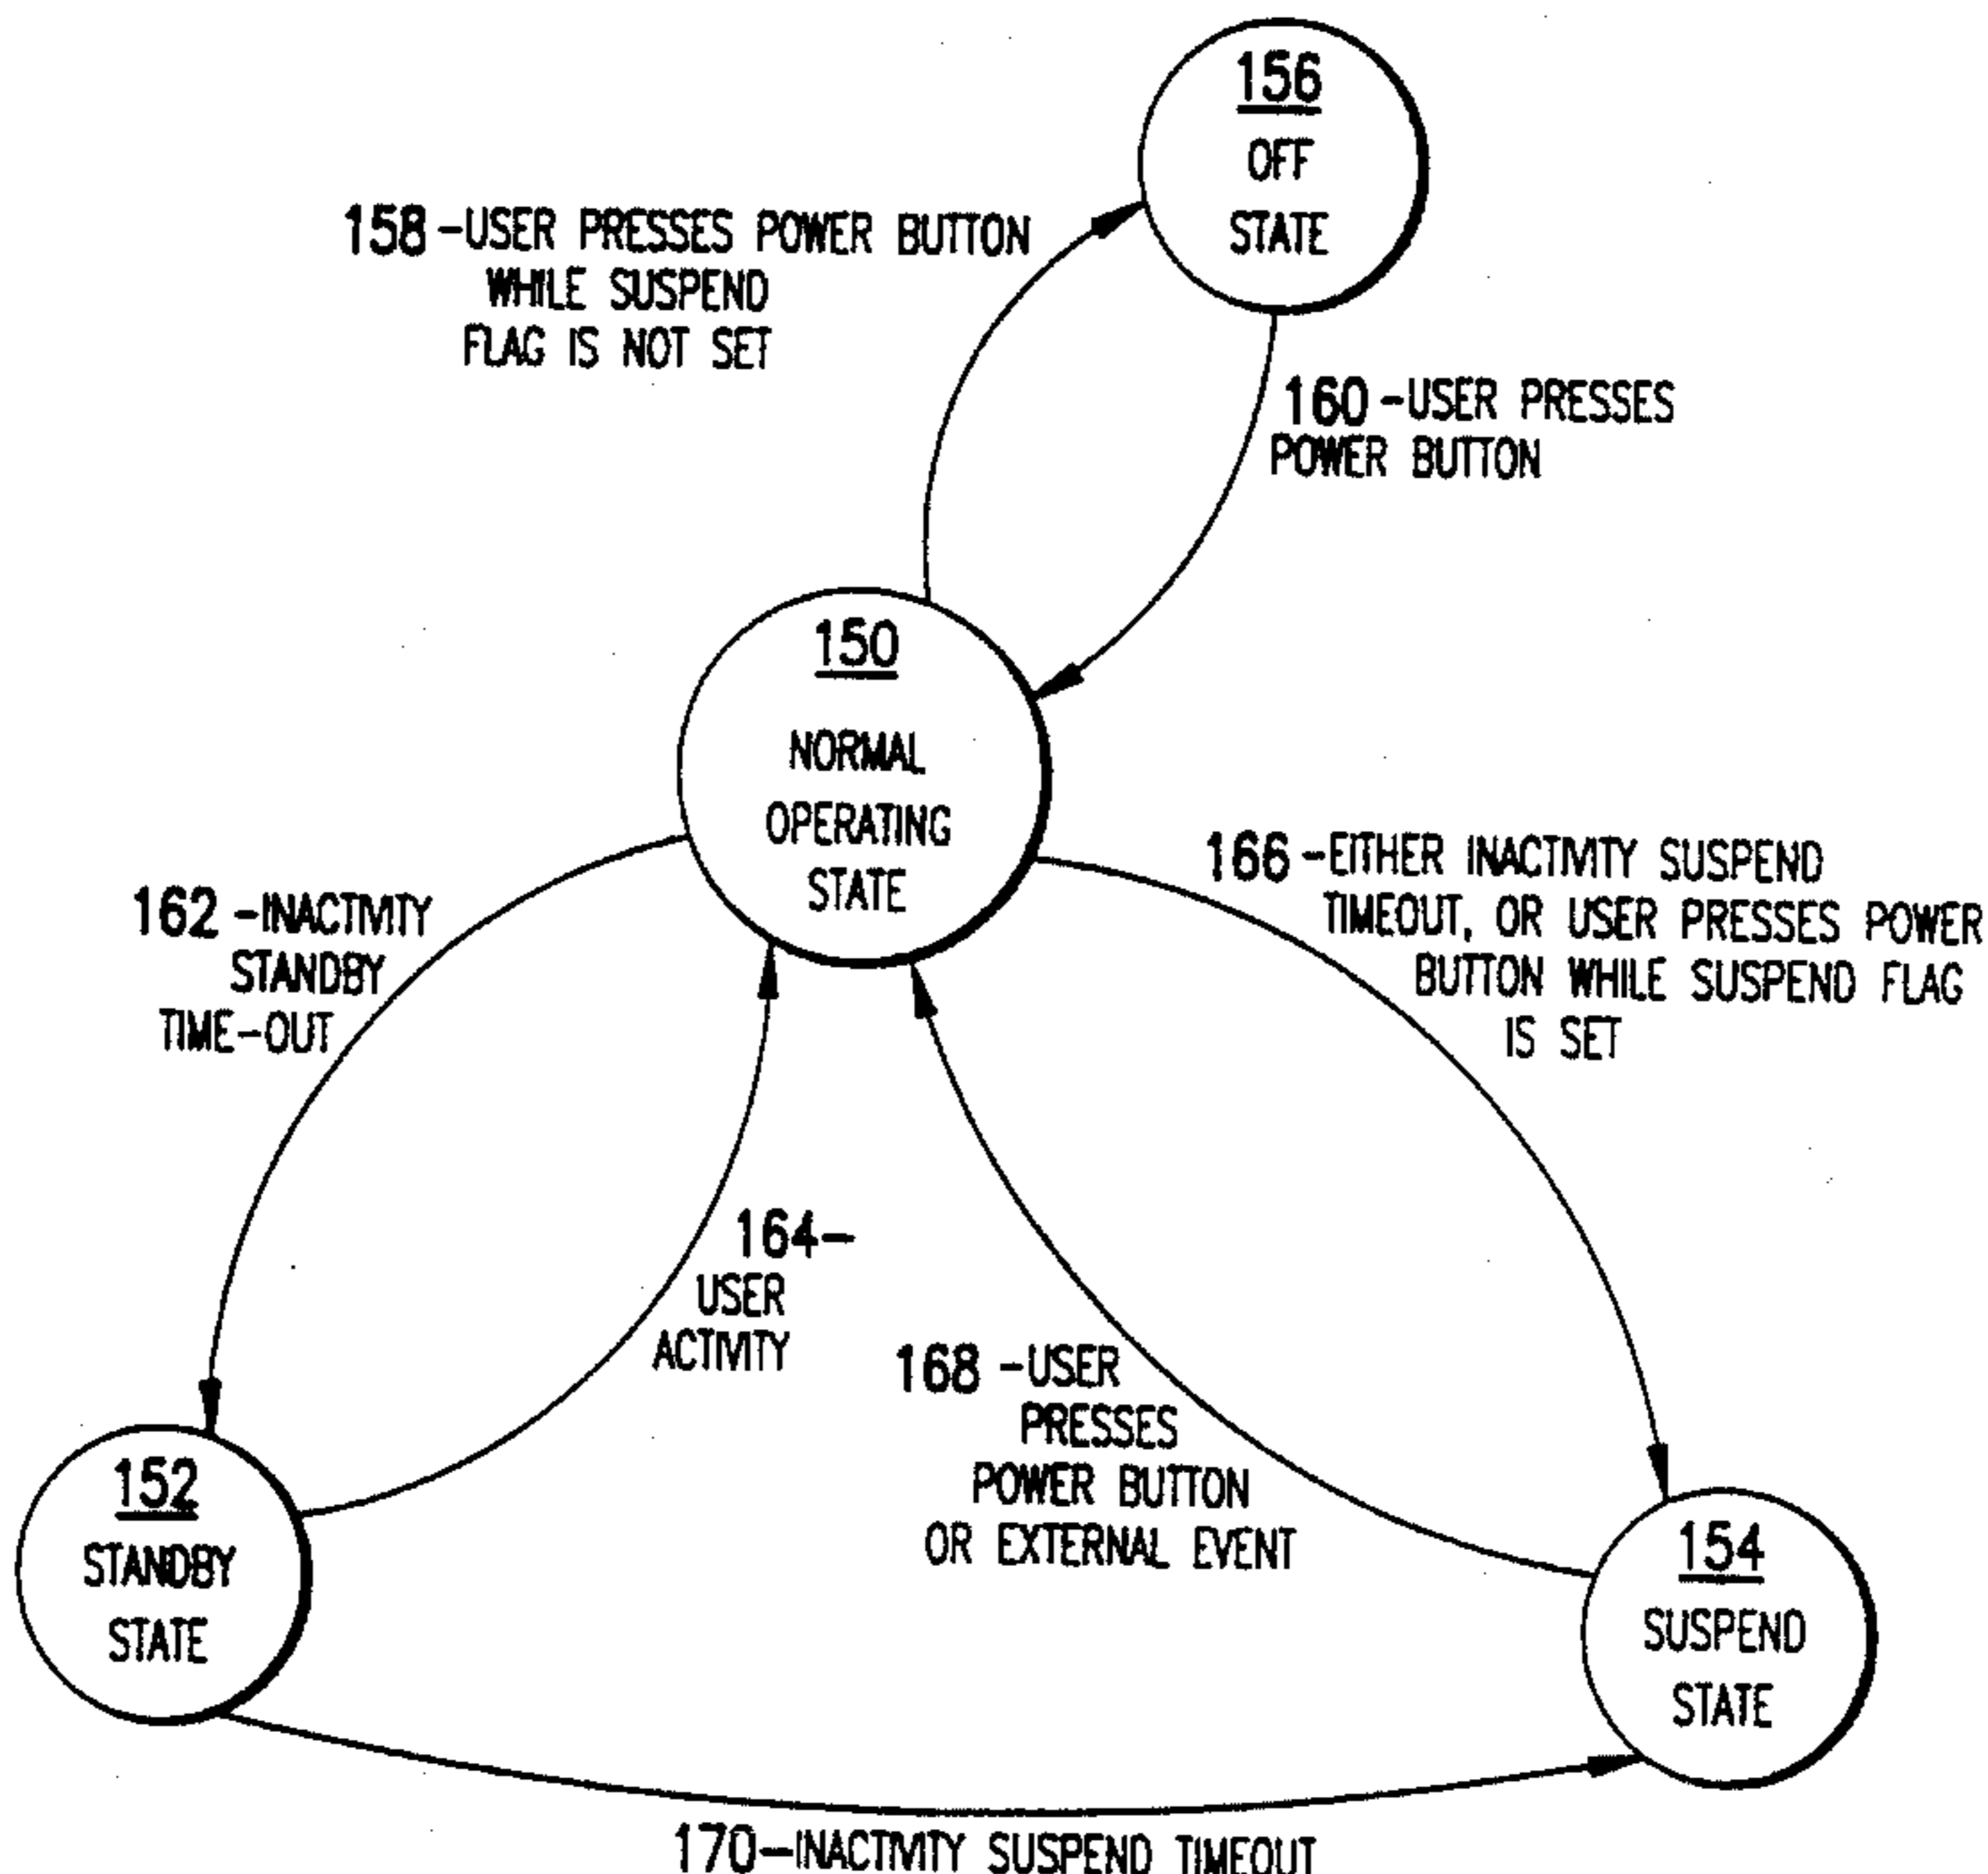 156
OFF
STATE
158-USER PRESSES POWER BUTTON
WHILE SUSPEND
FLAG IS NOT SET
160-USER PRESSES
POWER BUTTON
150
NORMAL
OPERATING
STATE
166-EITHER INACTIVITY SUSPEND
TIMEOUT, OR USER PRESSES POWER
BUTTON WHILE SUSPEND FLAG
IS SET
162-INACTIVITY
STANDBY
TIME-OUT
164-
USER
ACTIVITY
168-USER
PRESSES
POWER BUTTON
OR EXTERNAL EVENT
152
STANDBY
STATE
154
SUSPEND
STATE
170-INACTIVITY SUSPEND TIMEOUT